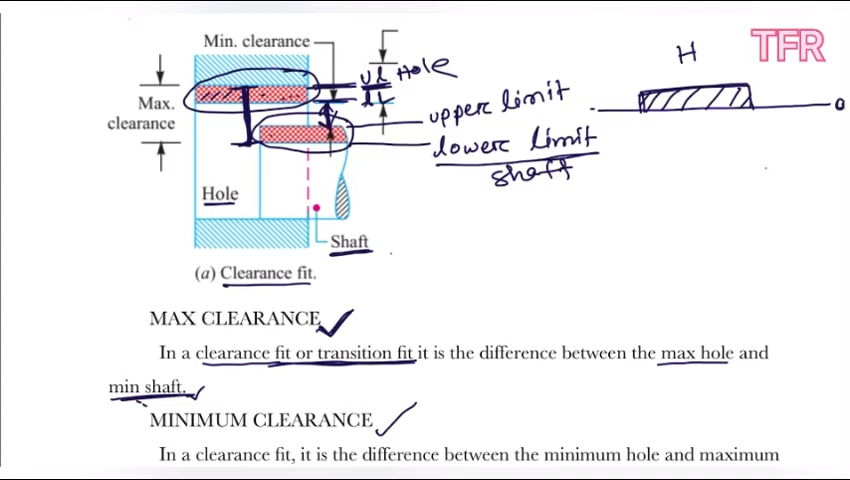 Min. clearance
H
TFR
ul Hole
ll
Max.
clearance
upper limit
0
lower limit
shaft
Hole
Shaft
(a) Clearance fit.
MAX CLEARANCE
In a clearance fit or transition fit it is the difference between the max hole and
min shaft.
MINIMUM CLEARANCE
In a clearance fit, it is the difference between the minimum hole and maximum